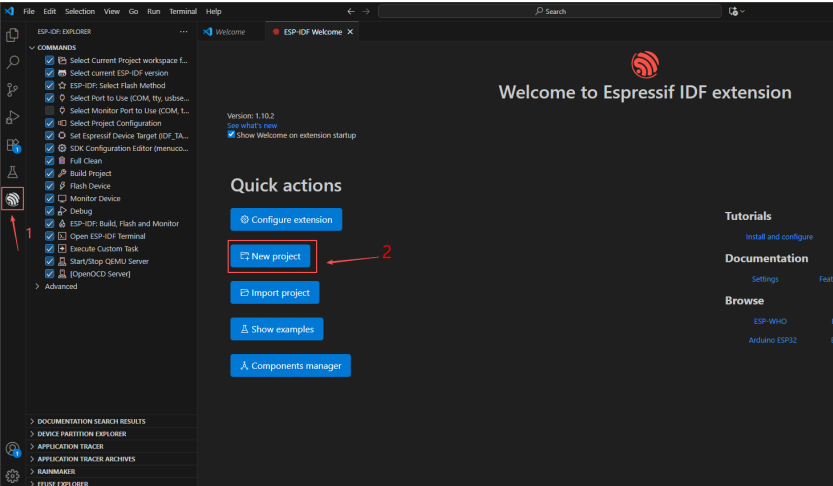 File Edit Selection View Go Run Terminal Help
Search
ESP-IDF: EXPLORER
Welcome
ESP-IDF Welcome
COMMANDS
Select Current Project workspace f...
Select current ESP-IDF version
ESP-IDF: Select Flash Method
Select Port to Use (COM, tty, usbse...
Select Monitor Port to Use (COM, t...
Select Project Configuration
Set Espressif Device Target (IDF_TA...
SDK Configuration Editor (menuco...
Full Clean
Build Project
Flash Device
Monitor Device
Debug
ESP-IDF: Build, Flash and Monitor
Open ESP-IDF Terminal
Execute Custom Task
Start/Stop QEMU Server
[OpenOCD Server]
Advanced
1
DOCUMENTATION SEARCH RESULTS
DEVICE PARTITION EXPLORER
APPLICATION TRACER
APPLICATION TRACER ARCHIVES
RAINMAKER
EFUSE EXPLORER
Welcome to Espressif IDF extension
Version: 1.10.2
See what's new
Show Welcome on extension startup
Quick actions
Configure extension
New project
2
Import project
Show examples
Components manager
Tutorials
Install and configure
Documentation
Settings
Feat
Browse
ESP-WHO
Arduino ESP32